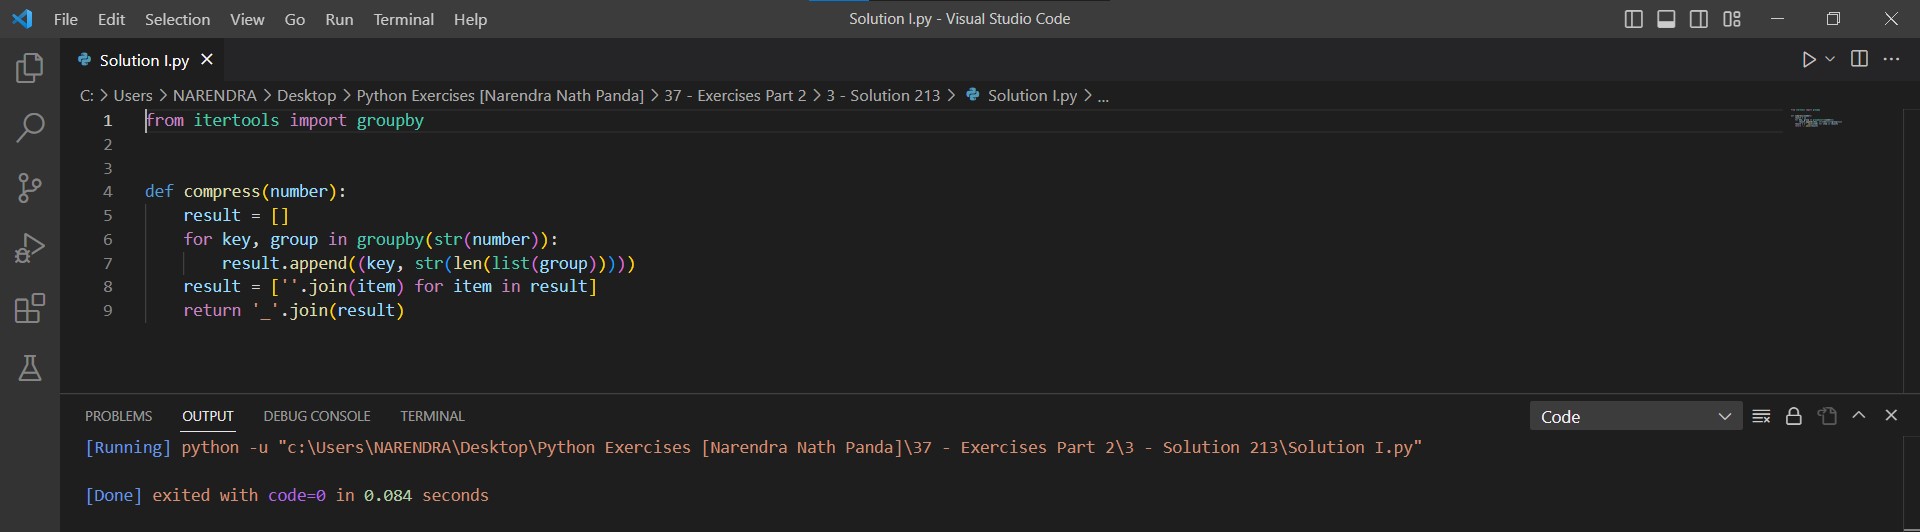 File Edit Selection View Go Run Terminal Help Solution I.py - Visual Studio Code
Solution I.py
C: > Users > NARENDRA > Desktop > Python Exercises [Narendra Nath Panda] > 37 - Exercises Part 2 > 3 - Solution 213 > Solution I.py > ...
1 from itertools import groupby
2
3
4 def compress(number):
5 result = []
6 for key, group in groupby(str(number)):
7 result.append((key, str(len(list(group)))))
8 result = [''.join(item) for item in result]
9 return '_'.join(result)
PROBLEMS OUTPUT DEBUG CONSOLE TERMINAL Code
[Running] python -u "c:\Users\NARENDRA\Desktop\Python Exercises [Narendra Nath Panda]\37 - Exercises Part 2\3 - Solution 213\Solution I.py"
[Done] exited with code=0 in 0.084 seconds